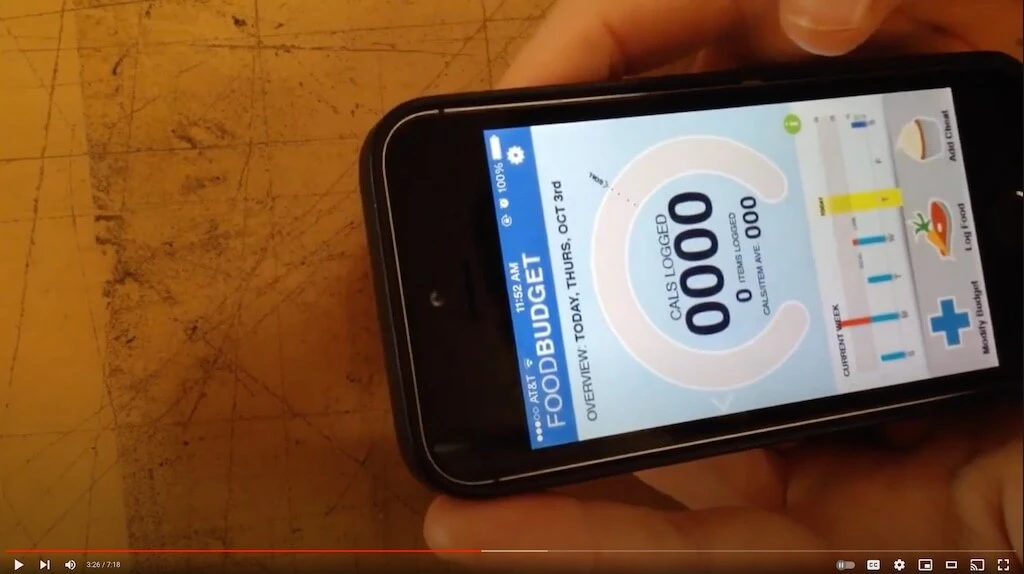 ●●●○○ AT&T 11:52 AM 100%
FOODBUDGET
OVERVIEW: TODAY, THURS, OCT 3rd
CALS LOGGED
0000
0 ITEMS LOGGED
CALS/ITEM AVE. 000
CURRENT WEEK
TODAY
Modify Budget
Log Food
Add Cheat
3:26 / 7:18
CC